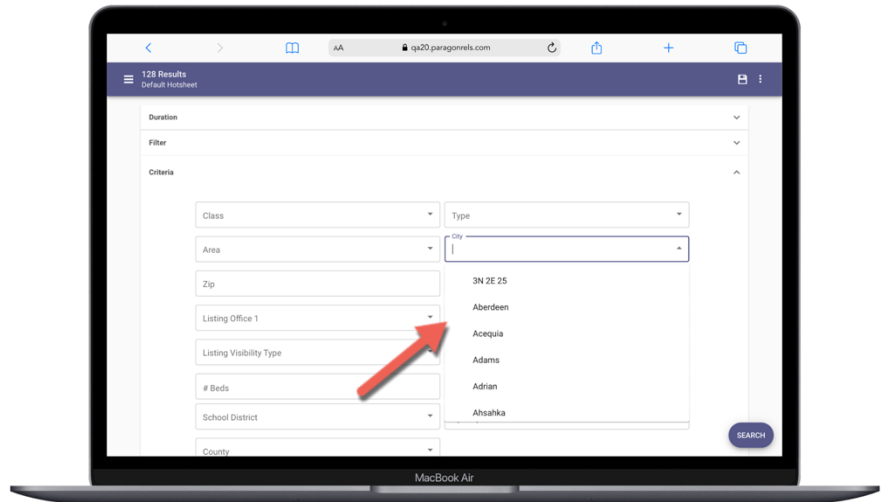 AA
qa20.paragonrels.com
128 Results
Default Hotsheet
Duration
Filter
Criteria
Class
Type
Area
City
Zip
3N 2E 25
Aberdeen
Listing Office 1
Acequia
Listing Visibility Type
Adams
# Beds
Adrian
School District
Ahsahka
County
SEARCH
MacBook Air